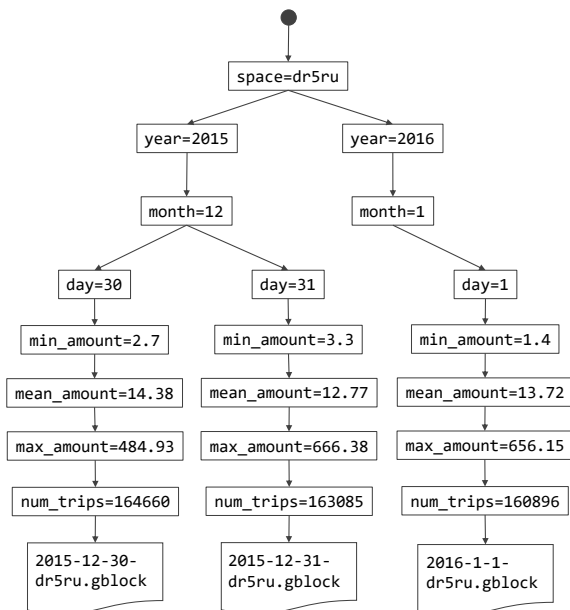 space=dr5ru
year=2015
year=2016
month=12
month=1
day=30
day=31
day=1
min_amount=2.7
min_amount=3.3
min_amount=1.4
mean_amount=14.38
mean_amount=12.77
mean_amount=13.72
max_amount=484.93
max_amount=666.38
max_amount=656.15
num_trips=164660
num_trips=163085
num_trips=160896
2015-12-30-
dr5ru.gblock
2015-12-31-
dr5ru.gblock
2016-1-1-
dr5ru.gblock